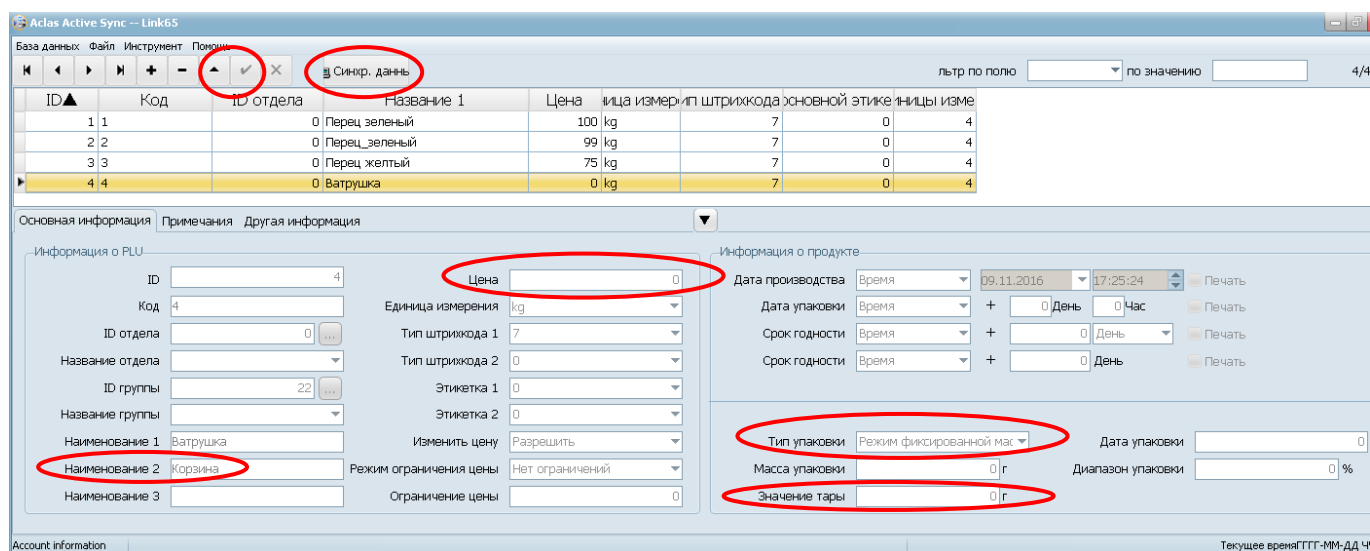 Aclas Active Sync -- Link65
База данных Файл Инструмент Помощь
Синхр. даннь льтр по полю по значению 4/4
ID▲ Код ID отдела Название 1 Цена ница измер ип штрихкода основной этике иницы изме
1 1 0 Перец зеленый 100 kg 7 0 4
2 2 0 Перец_зеленый 99 kg 7 0 4
3 3 0 Перец желтый 75 kg 7 0 4
4 4 0 Ватрушка 0 kg 7 0 4
Основная информация Примечания Другая информация
Информация о PLU Информация о продукте
ID 4 Цена 0 Дата производства Время 09.11.2016 17:25:24 Печать
Код 4 Единица измерения kg Дата упаковки Время + 0 День 0 Час Печать
ID отдела 0 ... Тип штрихкода 1 7 Срок годности Время + 0 День Печать
Название отдела Тип штрихкода 2 0 Срок годности Время + 0 День Печать
ID группы 22 ... Этикетка 1 0
Название группы Этикетка 2 0
Наименование 1 Ватрушка Изменить цену Разрешить Тип упаковки Режим фиксированной мас Дата упаковки 0
Наименование 2 Корзина Режим ограничения цены Нет ограничений Масса упаковки 0 г Диапазон упаковки 0 %
Наименование 3 Ограничение цены 0 Значение тары 0 г
Account information Текущее времяГГГГ-ММ-ДД Ч